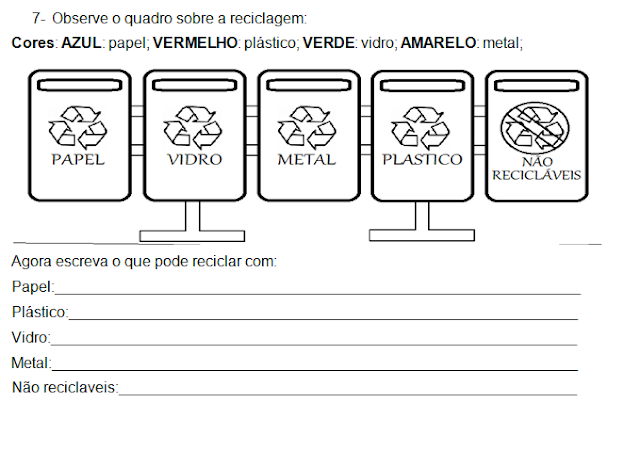 7- Observe o quadro sobre a reciclagem:
Cores: AZUL: papel; VERMELHO: plástico; VERDE: vidro; AMARELO: metal;
PAPEL VIDRO METAL PLASTICO NÃO
RECICLÁVEIS
Agora escreva o que pode reciclar com:
Papel:
Plástico:
Vidro:
Metal:
Não reciclaveis: